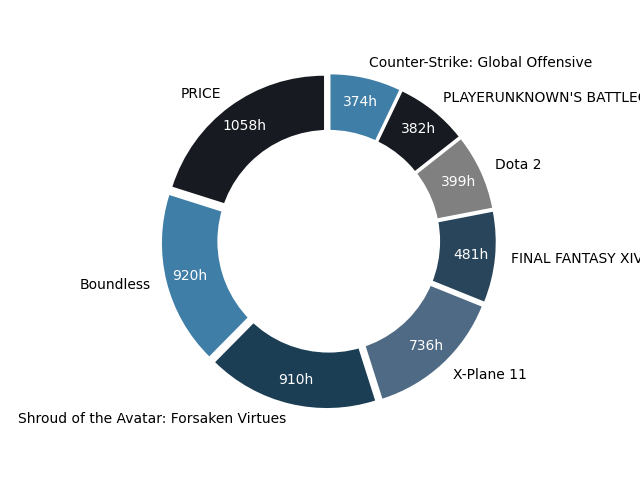 Counter-Strike: Global Offensive
374h
PRICE
1058h
PLAYERUNKNOWN'S
382h
Dota 2
399h
FINAL FANTASY XIV
481h
Boundless
920h
X-Plane 11
736h
910h
Shroud of the Avatar: Forsaken Virtues